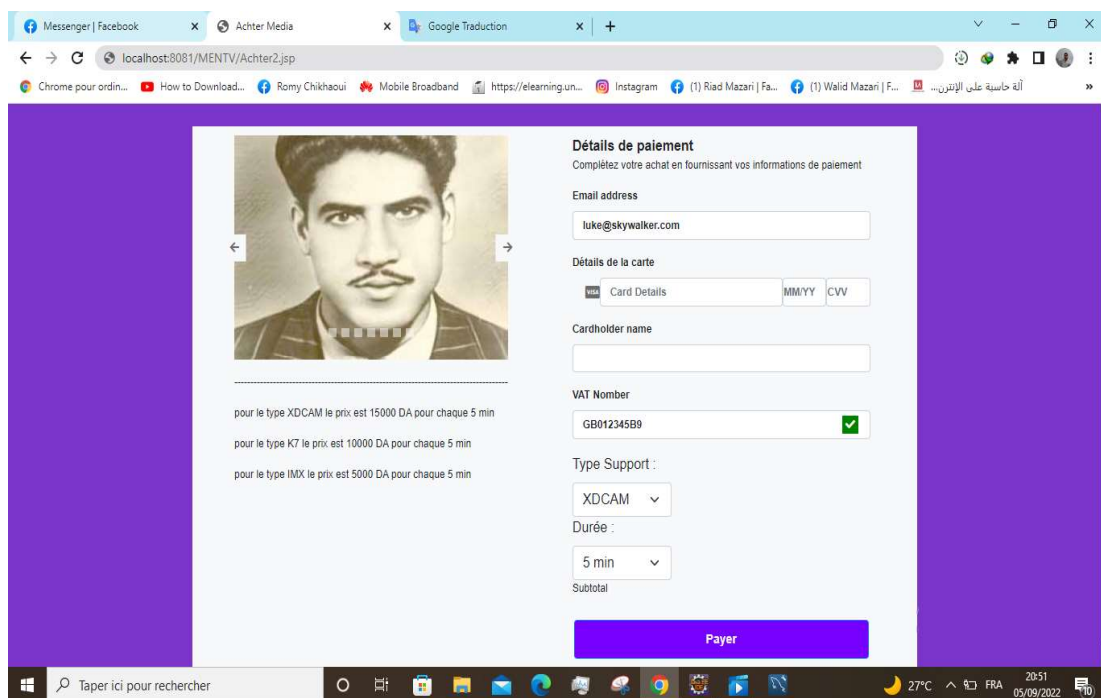 Messenger | Facebook
Achter Media
Google Traduction
localhost:8081/MENTV/Achter2.jsp
Chrome pour ordin...
How to Download...
Romy Chikhaoui
Mobile Broadband
https://elearning.un...
Instagram
(1) Riad Mazari | Fa...
(1) Walid Mazari | F...
آلة حاسبة على الإنترن...
»
Détails de paiement
Complétez votre achat en fournissant vos informations de paiement
Email address
luke@skywalker.com
Détails de la carte
VISA Card Details MM/YY CVV
Cardholder name
VAT Nomber
GB012345B9
Type Support :
XDCAM
Durée :
5 min
Subtotal
Payer
pour le type XDCAM le prix est 15000 DA pour chaque 5 min
pour le type K7 le prix est 10000 DA pour chaque 5 min
pour le type IMX le prix est 5000 DA pour chaque 5 min
Taper ici pour rechercher
27°C
FRA
20:51
05/09/2022
10